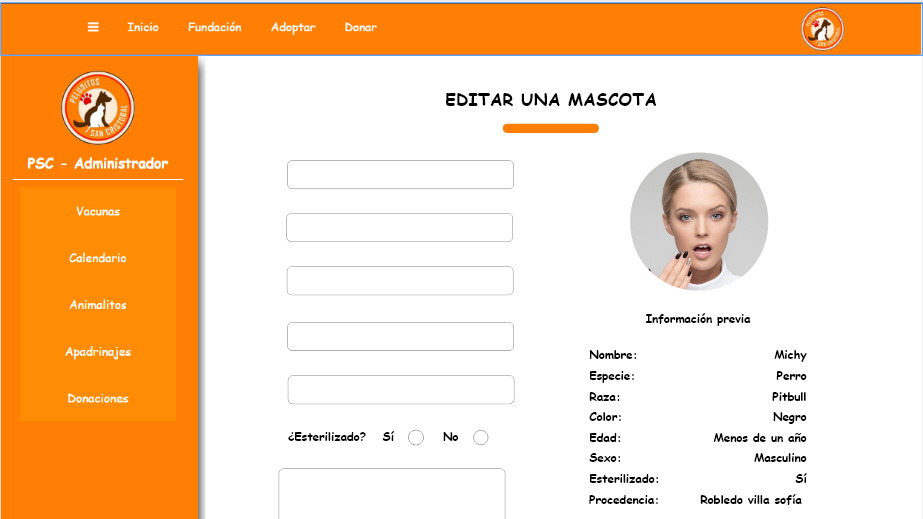 Inicio Fundación Adoptar Donar
PELUDITOS
SAN CRISTOBAL
PSC - Administrador
Vacunas
Calendario
Animalitos
Apadrinajes
Donaciones
EDITAR UNA MASCOTA
¿Esterilizado? Sí No
Información previa
Nombre: Michy
Especie: Perro
Raza: Pitbull
Color: Negro
Edad: Menos de un año
Sexo: Masculino
Esterilizado: Sí
Procedencia: Robledo villa sofía